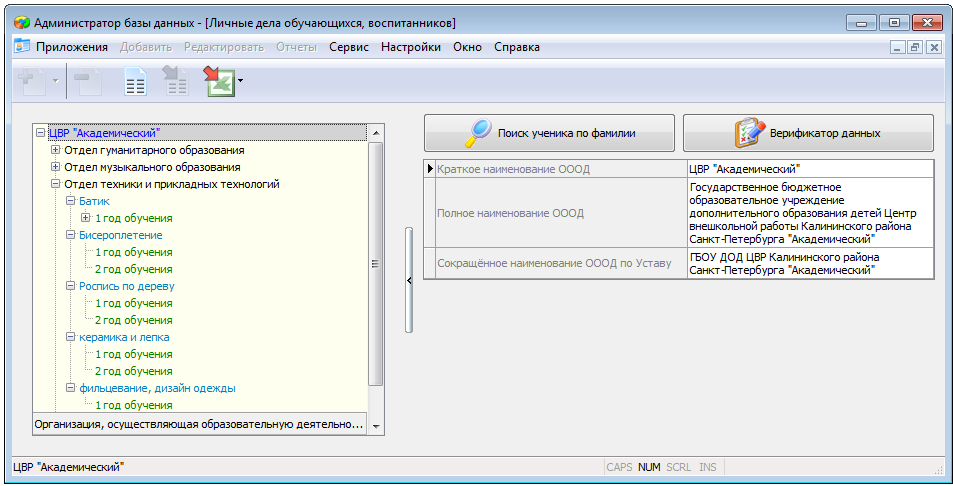 Администратор базы данных - [Личные дела обучающихся, воспитанников]
Приложения Добавить Редактировать Отчеты Сервис Настройки Окно Справка
ЦВР "Академический"
Отдел гуманитарного образования
Отдел музыкального образования
Отдел техники и прикладных технологий
Батик
1 год обучения
Бисероплетение
1 год обучения
2 год обучения
Роспись по дереву
1 год обучения
2 год обучения
керамика и лепка
1 год обучения
2 год обучения
фильцевание, дизайн одежды
1 год обучения
Организация, осуществляющая образовательную деятельно...
Поиск ученика по фамилии
Верификатор данных
Краткое наименование ОООД
ЦВР "Академический"
Полное наименование ОООД
Государственное бюджетное
образовательное учреждение
дополнительного образования детей Центр
внешкольной работы Калининского района
Санкт-Петербурга "Академический"
Сокращённое наименование ОООД по Уставу
ГБОУ ДОД ЦВР Калининского района
Санкт-Петербурга "Академический"
ЦВР "Академический"
CAPS NUM SCRL INS